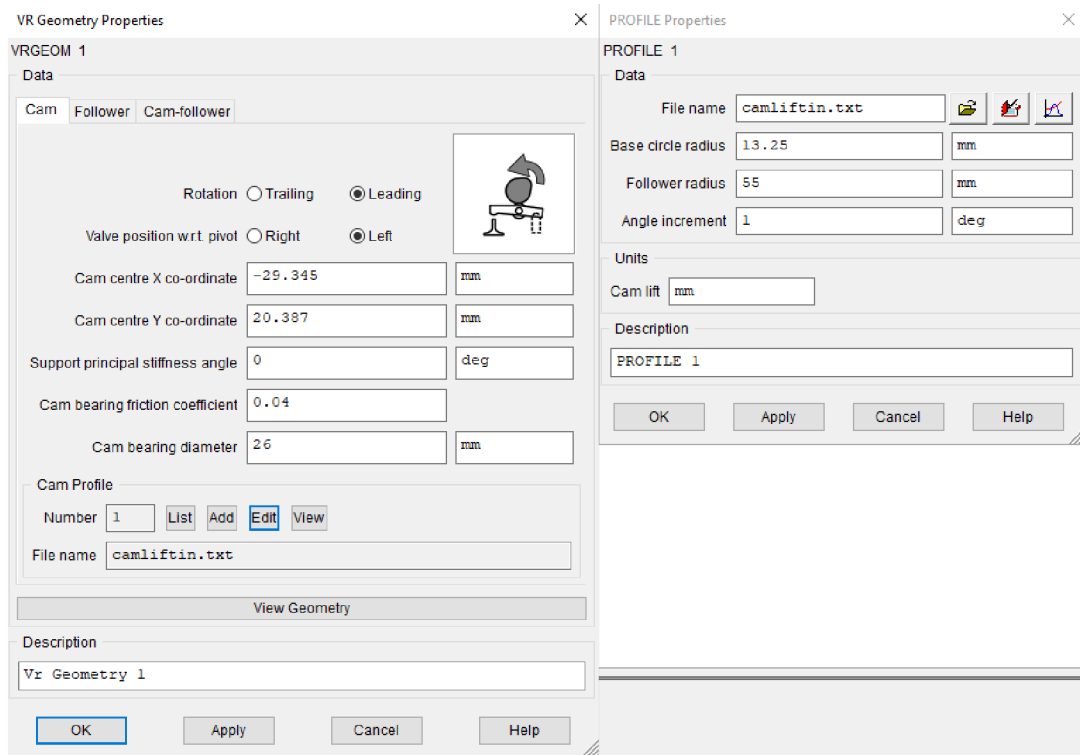 VR Geometry Properties
VRGEOM 1
Data
Cam Follower Cam-follower
Rotation Trailing Leading
Valve position w.r.t. pivot Right Left
Cam centre X co-ordinate -29.345 mm
Cam centre Y co-ordinate 20.387 mm
Support principal stiffness angle 0 deg
Cam bearing friction coefficient 0.04
Cam bearing diameter 26 mm
Cam Profile
Number 1 List Add Edit View
File name camliftin.txt
View Geometry
Description
Vr Geometry 1
OK Apply Cancel Help
PROFILE Properties
PROFILE 1
Data
File name camliftin.txt
Base circle radius 13.25 mm
Follower radius 55 mm
Angle increment 1 deg
Units
Cam lift mm
Description
PROFILE 1
OK Apply Cancel Help